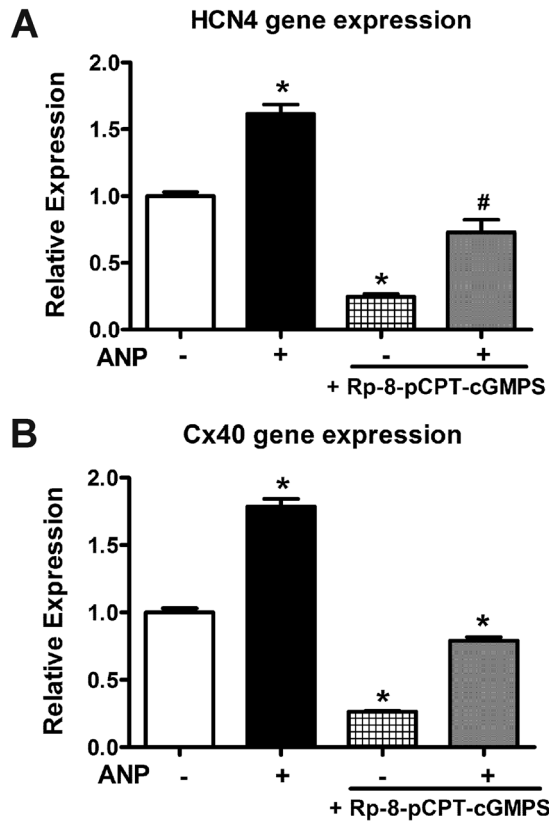 A
HCN4 gene expression
Relative Expression
2.0
1.5
1.0
0.5
0.0
*
*
#
ANP - + - +
+ Rp-8-pCPT-cGMPS
B
Cx40 gene expression
Relative Expression
2.0
1.5
1.0
0.5
0.0
*
*
*
ANP - + - +
+ Rp-8-pCPT-cGMPS